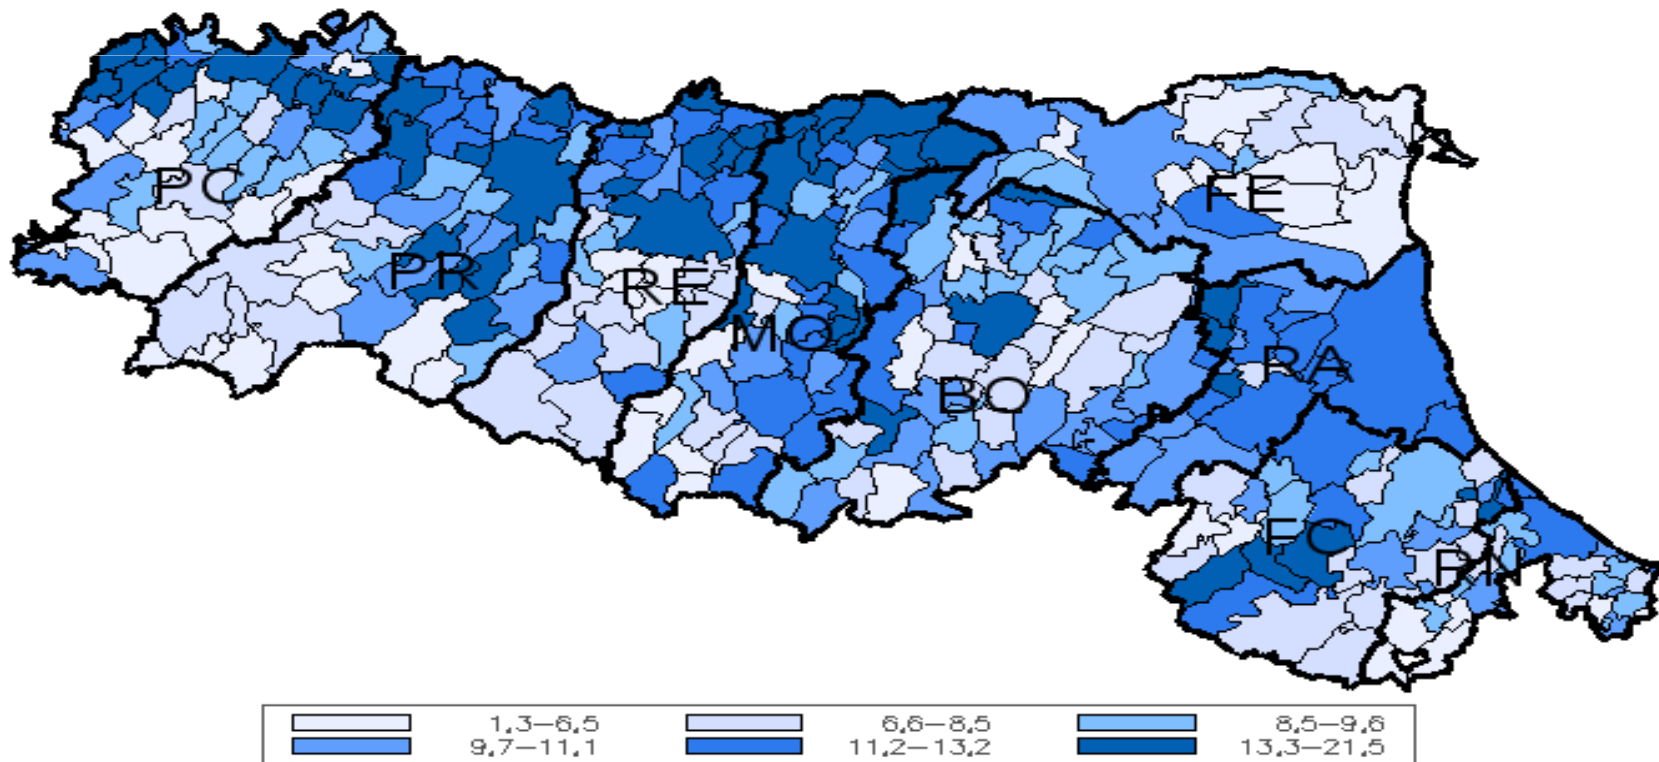 PC
FE
PR
RE
MO
RA
BO
FC
RN
1,3-6,5 6,6-8,5 8,5-9,6
9,7-11,1 11,2-13,2 13,3-21,5